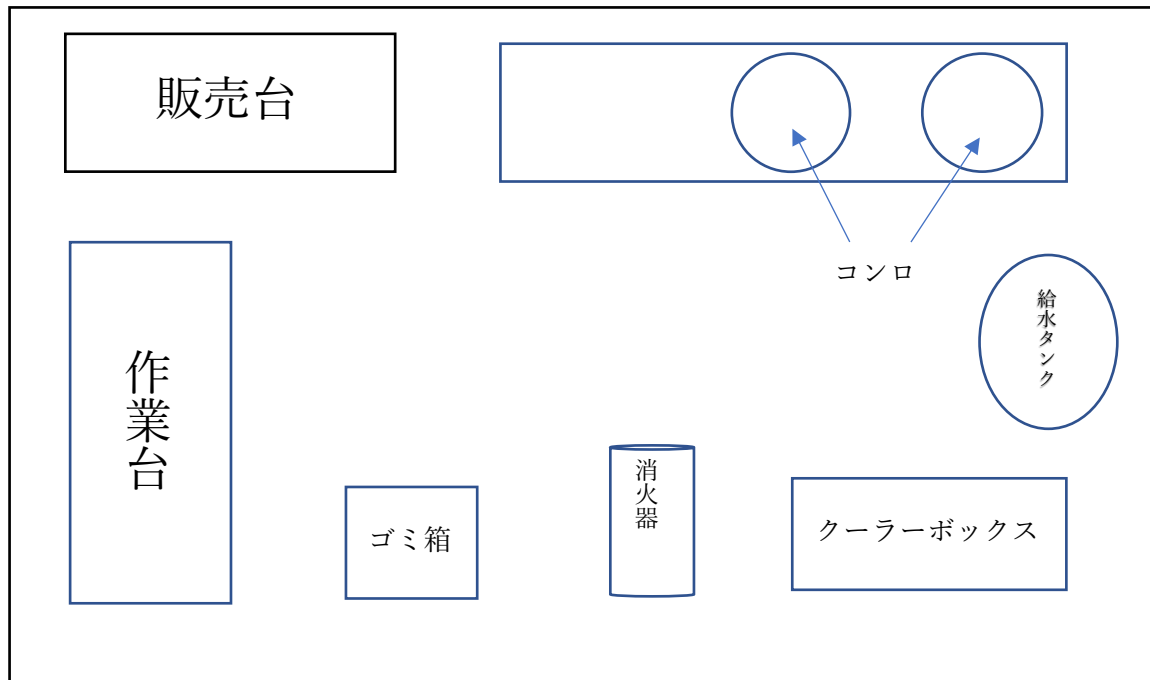 販売台
コンロ
給水タンク
作業台
消火器
ゴミ箱
クーラーボックス